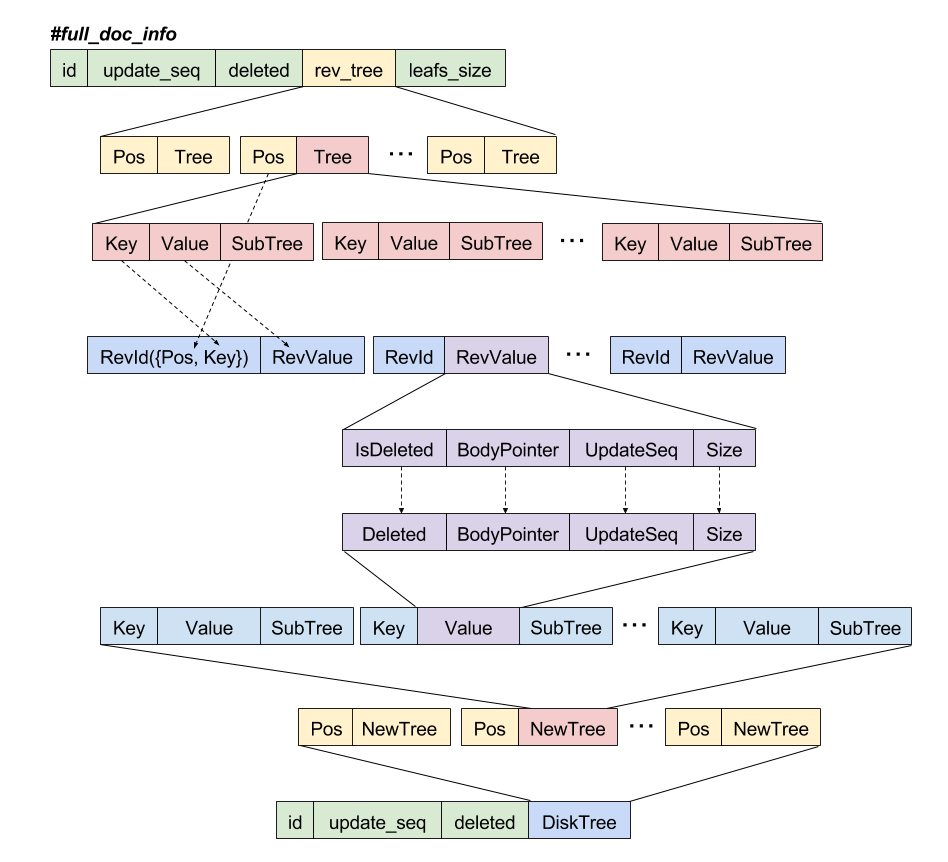 #full_doc_info
id update_seq deleted rev_tree leafs_size
Pos Tree Pos Tree ... Pos Tree
Key Value SubTree Key Value SubTree ... Key Value SubTree
RevId({Pos, Key}) RevValue RevId RevValue ... RevId RevValue
IsDeleted BodyPointer UpdateSeq Size
Deleted BodyPointer UpdateSeq Size
Key Value SubTree Key Value SubTree ... Key Value SubTree
Pos NewTree Pos NewTree ... Pos NewTree
id update_seq deleted DiskTree